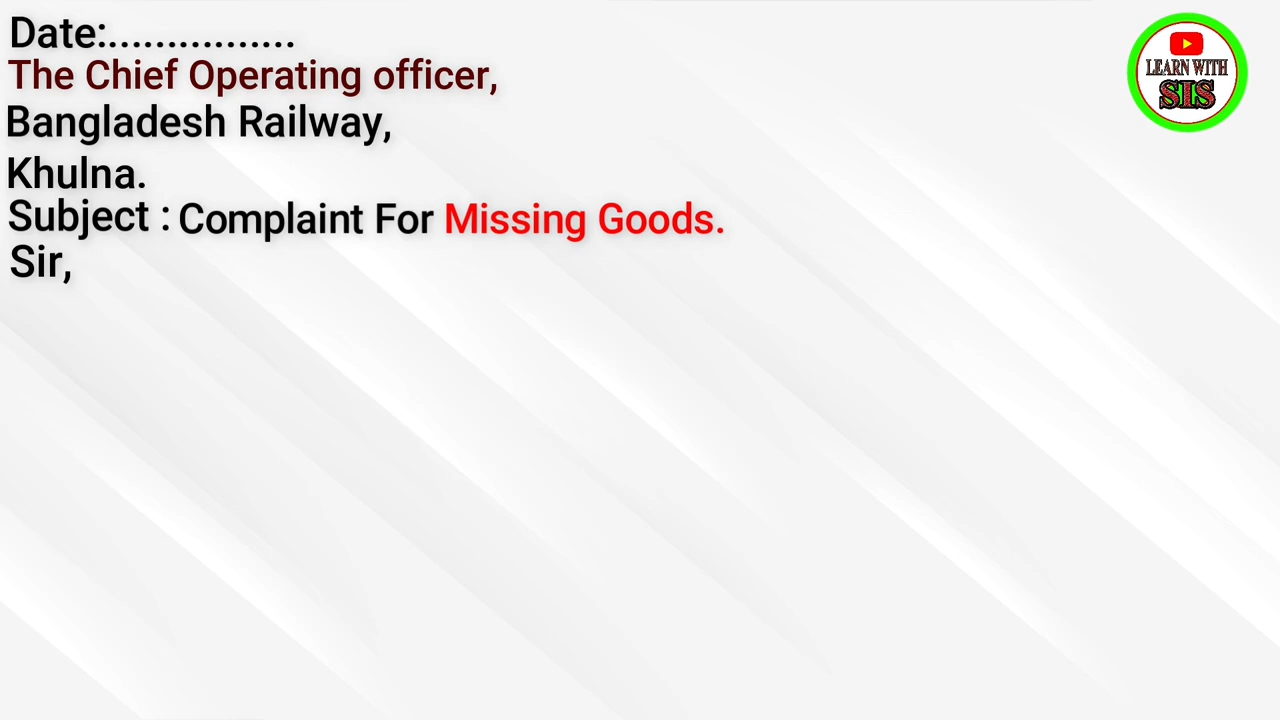 Date:................
The Chief Operating officer,
Bangladesh Railway,
Khulna.
Subject : Complaint For Missing Goods.
Sir,
LEARN WITH
SIS